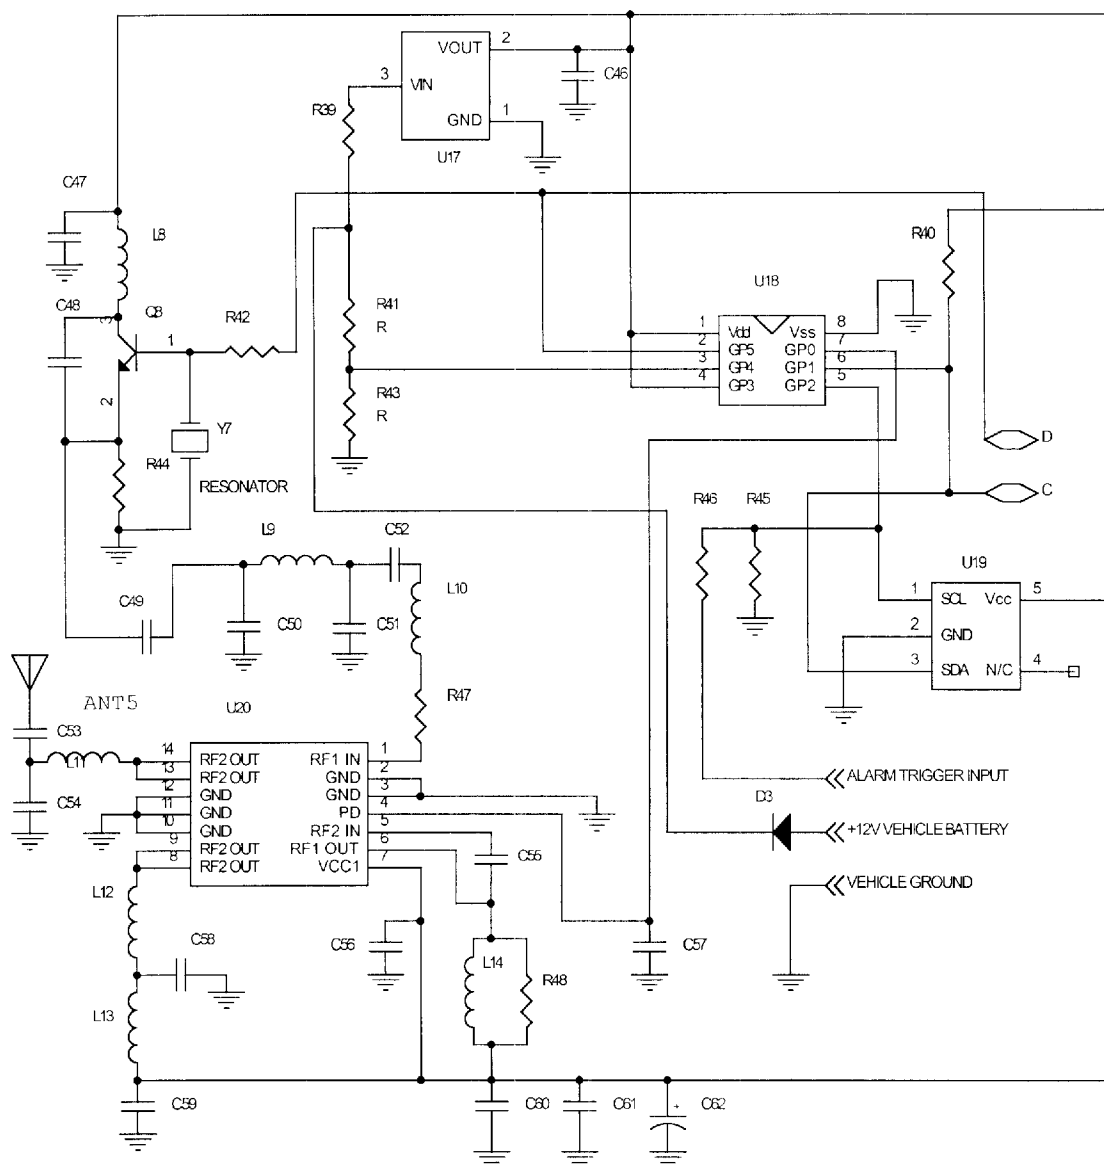 VOUT 2
3 VIN
C46
R39
GND 1
U17
C47
L8
R40
U18
C48
3
Q8
1
R42
R41
R
1 Vdd Vss 8
2 GP5 GP0 7
3 GP4 GP1 6
4 GP3 GP2 5
2
R43
R
Y7
R44
D
RESONATOR
C
R46 R45
L9
C52
U19
L10
1 SCL Vcc 5
C49
C50
C51
2 GND
3 SDA N/C 4
ANT5
U20
R47
C53
14 RF2 OUT RF1 IN 1
L11
13 RF2 OUT GND 2
12 GND GND 3
C54
11 GND PD 4
10 GND RF2 IN 5
9 RF2 OUT RF1 OUT 6
8 RF2 OUT VCC1 7
ALARM TRIGGER INPUT
D3
+12V VEHICLE BATTERY
C55
VEHICLE GROUND
L12
C58
C56
C57
L14
R48
L13
C59
C60
C61
+
C62